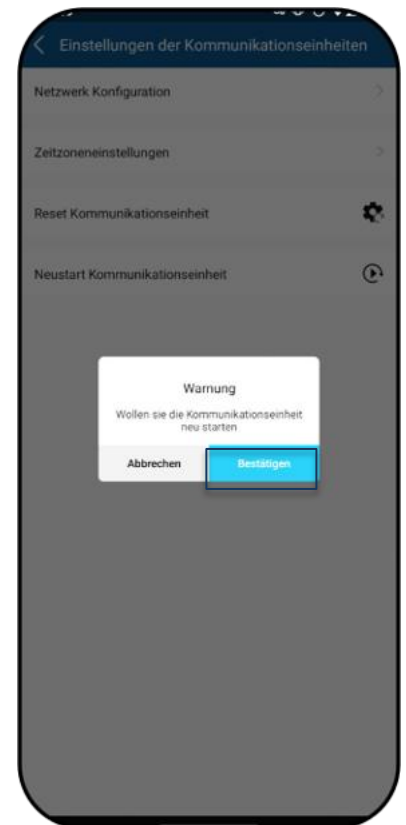 Einstellungen der Kommunikationseinheiten
Netzwerk Konfiguration
Zeitzoneneinstellungen
Reset Kommunikationseinheit
Neustart Kommunikationseinheit
Warnung
Wollen sie die Kommunikationseinheit
neu starten
Abbrechen Bestätigen